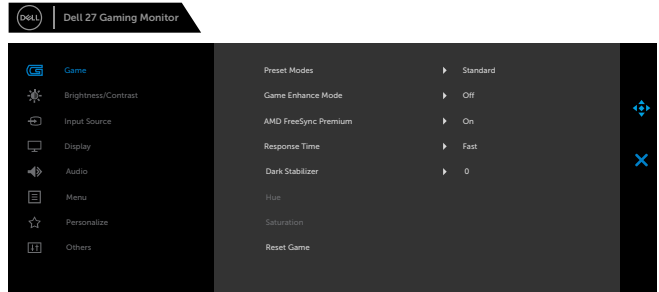 DELL
Dell 27 Gaming Monitor
Game
Preset Modes
Standard
Brightness/Contrast
Game Enhance Mode
Off
Input Source
AMD FreeSync Premium
On
Display
Response Time
Fast
Audio
Dark Stabilizer
0
Menu
Hue
Personalize
Saturation
Others
Reset Game